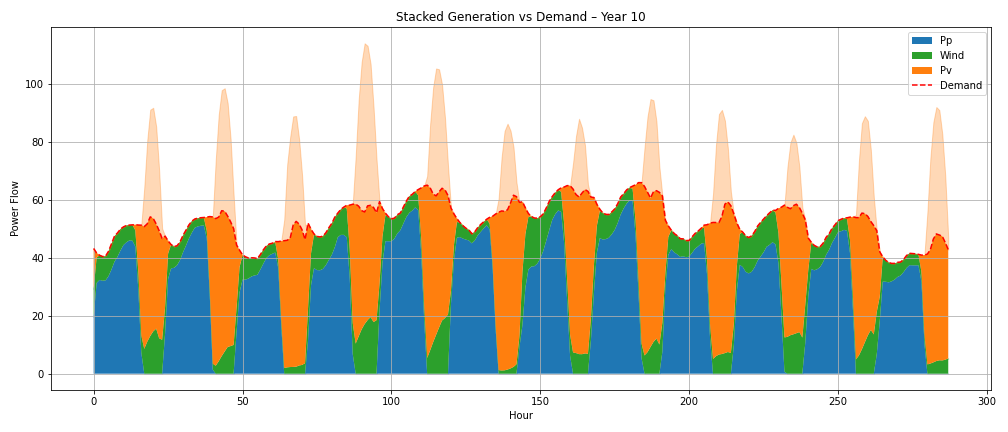 Stacked Generation vs Demand – Year 10
Pp
Wind
Pv
Demand
Power Flow
100
80
60
40
20
0
0 50 100 150 200 250 300
Hour